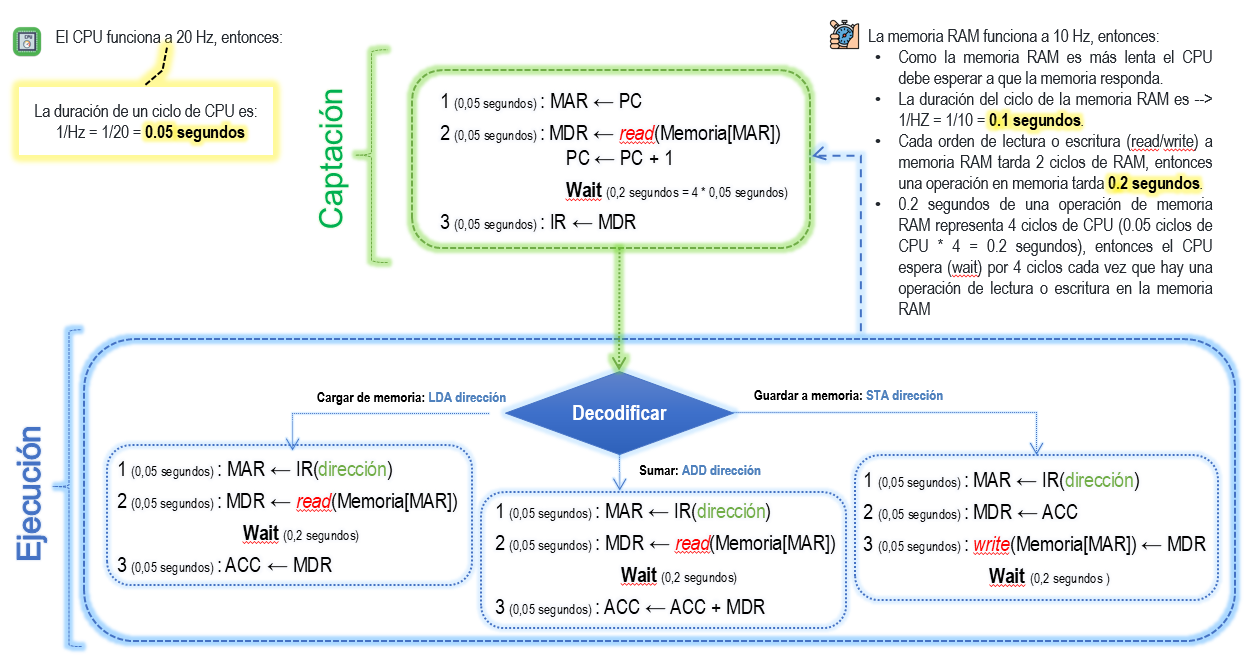 El CPU funciona a 20 Hz, entonces:
La duración de un ciclo de CPU es:
1/Hz = 1/20 = 0.05 segundos
Captación
1 (0,05 segundos) : MAR ← PC
2 (0,05 segundos) : MDR ← read(Memoria[MAR])
PC ← PC + 1
Wait (0,2 segundos = 4 * 0,05 segundos)
3 (0,05 segundos) : IR ← MDR
La memoria RAM funciona a 10 Hz, entonces:
• Como la memoria RAM es más lenta el CPU
debe esperar a que la memoria responda.
• La duración del ciclo de la memoria RAM es -->
1/HZ = 1/10 = 0.1 segundos.
• Cada orden de lectura o escritura (read/write) a
memoria RAM tarda 2 ciclos de RAM, entonces
una operación en memoria tarda 0.2 segundos.
• 0.2 segundos de una operación de memoria
RAM representa 4 ciclos de CPU (0.05 ciclos de
CPU * 4 = 0.2 segundos), entonces el CPU
espera (wait) por 4 ciclos cada vez que hay una
operación de lectura o escritura en la memoria
RAM
Ejecución
Decodificar
Cargar de memoria: LDA dirección
1 (0,05 segundos) : MAR ← IR(dirección)
2 (0,05 segundos) : MDR ← read(Memoria[MAR])
Wait (0,2 segundos)
3 (0,05 segundos) : ACC ← MDR
Sumar: ADD dirección
1 (0,05 segundos) : MAR ← IR(dirección)
2 (0,05 segundos) : MDR ← read(Memoria[MAR])
Wait (0,2 segundos)
3 (0,05 segundos) : ACC ← ACC + MDR
Guardar a memoria: STA dirección
1 (0,05 segundos) : MAR ← IR(dirección)
2 (0,05 segundos) : MDR ← ACC
3 (0,05 segundos) : write(Memoria[MAR]) ← MDR
Wait (0,2 segundos )